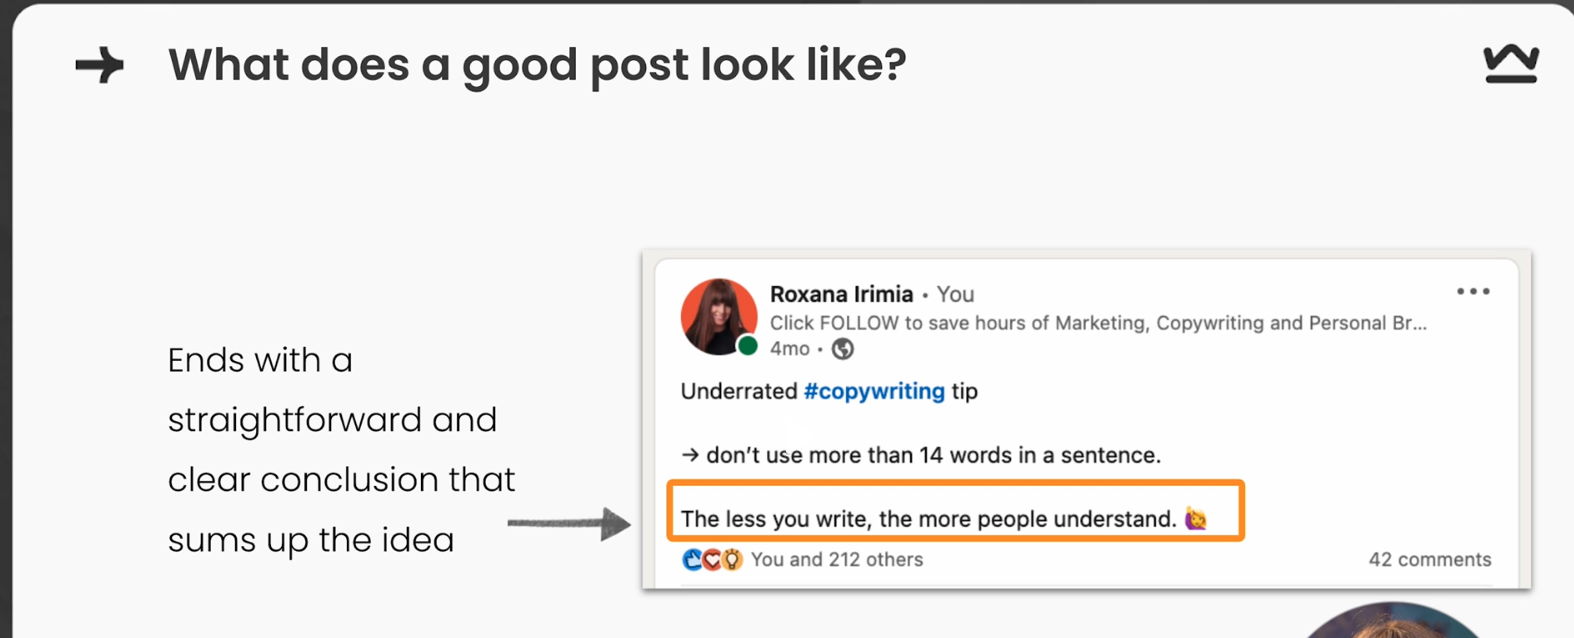 What does a good post look like?
Ends with a
straightforward and
clear conclusion that
sums up the idea
Roxana Irimia • You
Click FOLLOW to save hours of Marketing, Copywriting and Personal Br...
4mo •
Underrated #copywriting tip
→ don't use more than 14 words in a sentence.
The less you write, the more people understand. 🙋‍♀️
You and 212 others
42 comments